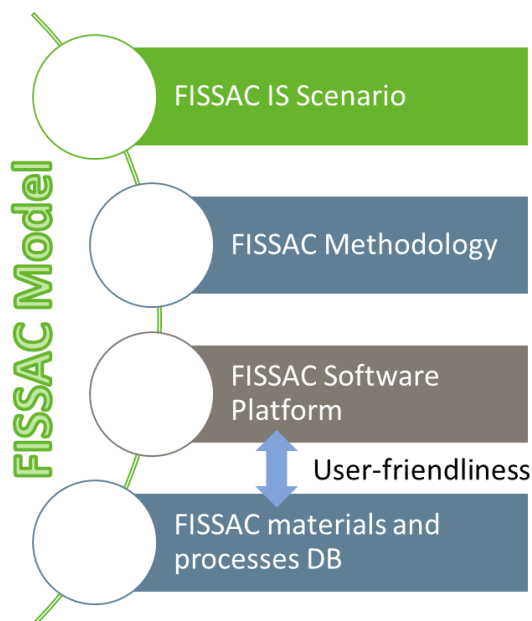 FISSAC Model
FISSAC IS Scenario
FISSAC Methodology
FISSAC Software
Platform
User-friendliness
FISSAC materials and
processes DB